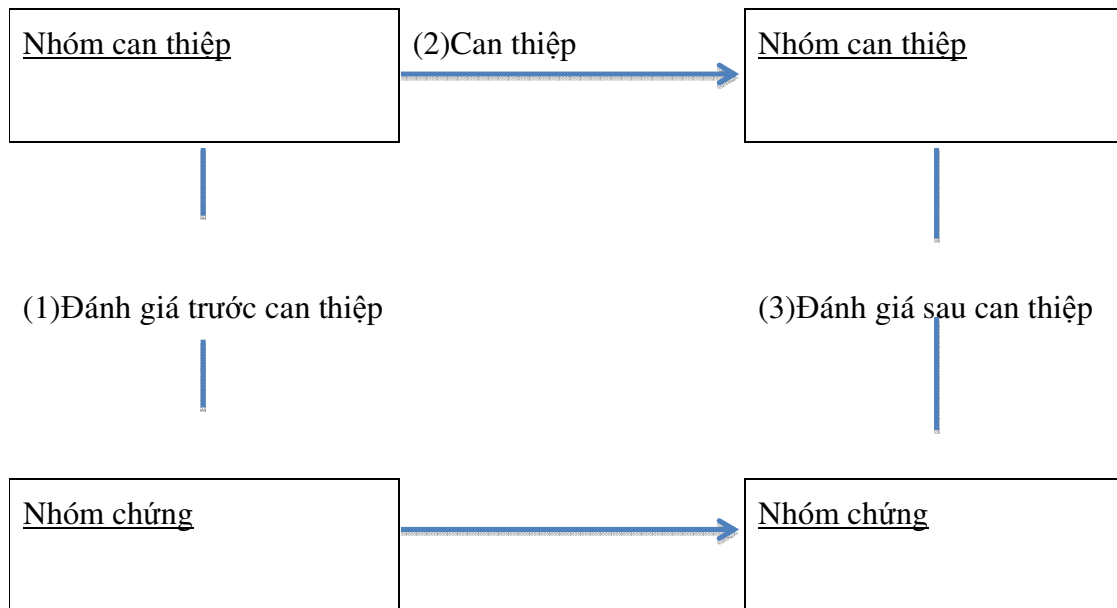 Nhóm can thiệp
(2)Can thiệp
Nhóm can thiệp
(1)Đánh giá trước can thiệp
(3)Đánh giá sau can thiệp
Nhóm chứng
Nhóm chứng